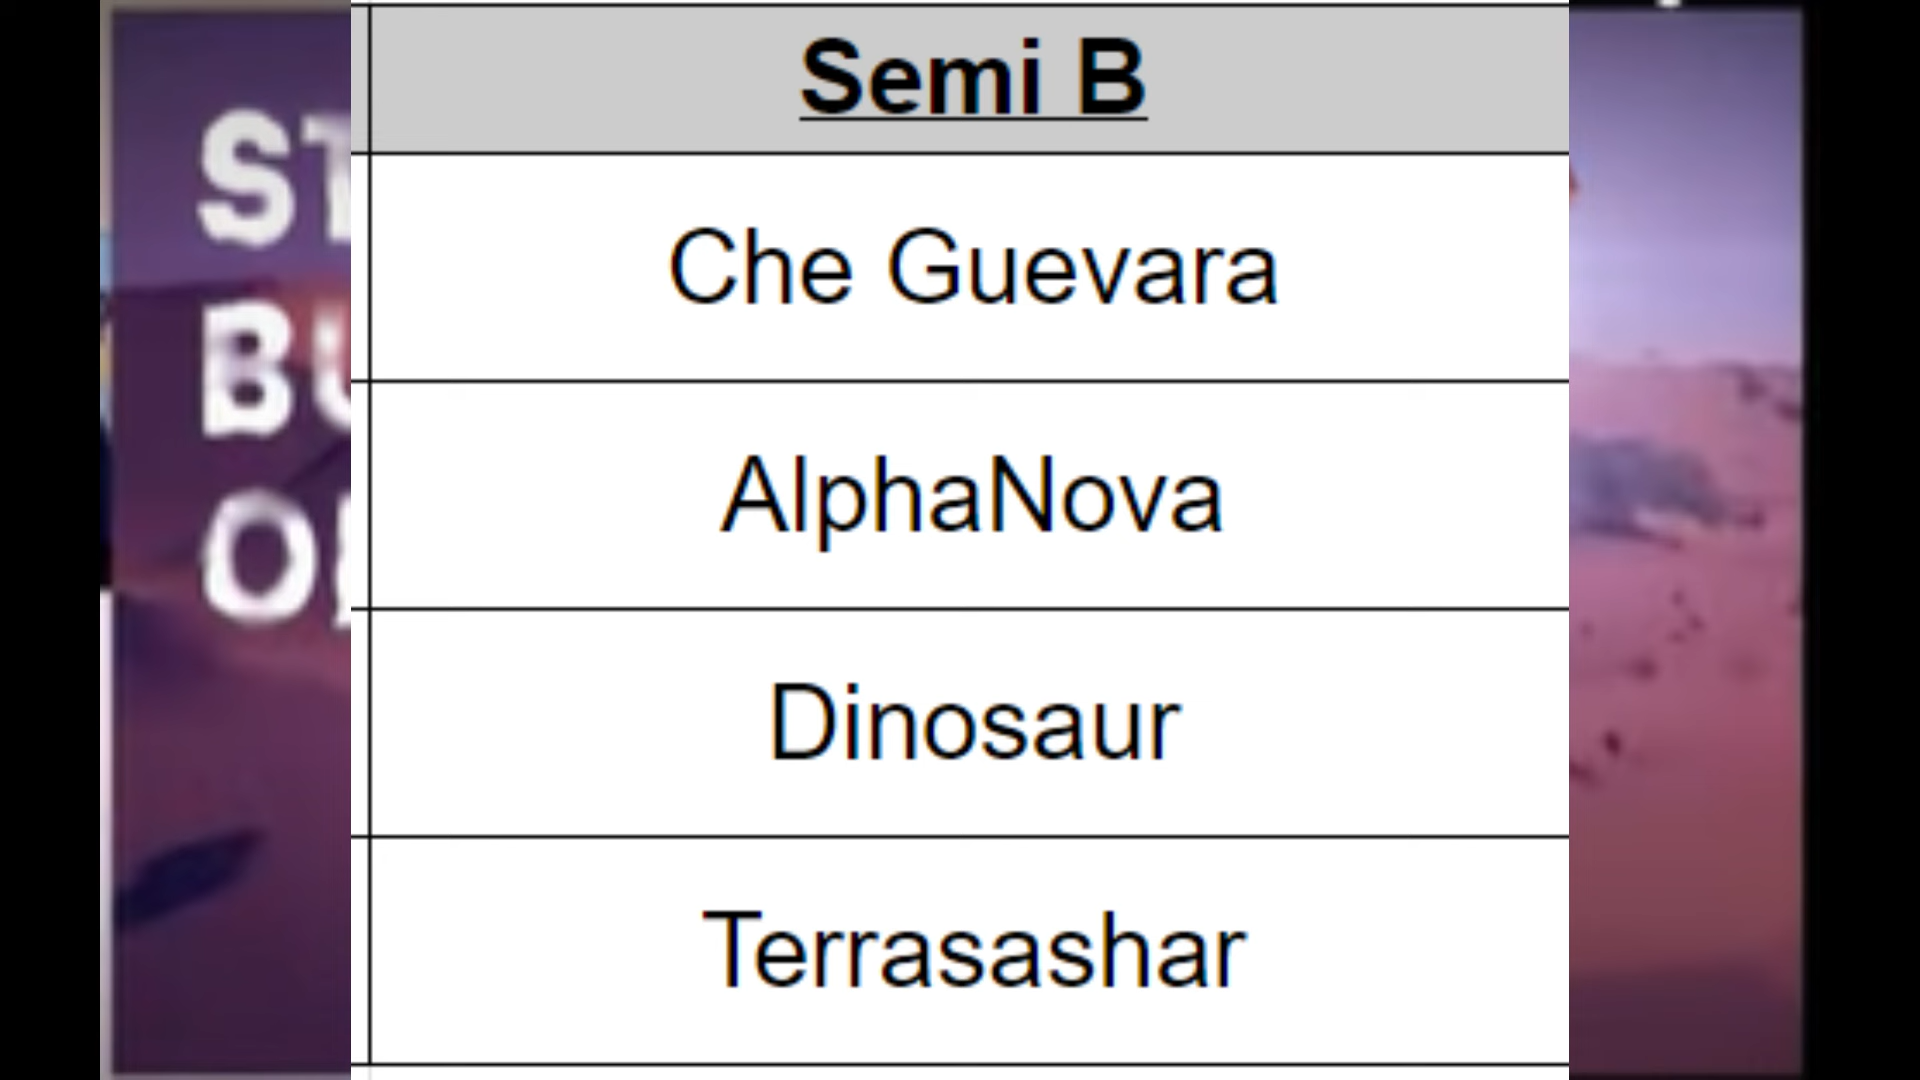 Semi B
Che Guevara
AlphaNova
Dinosaur
Terrasashar